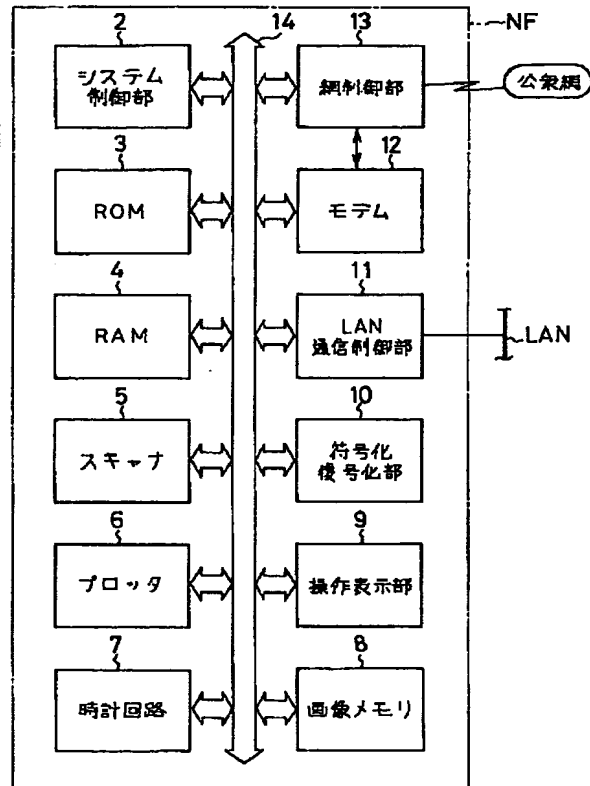 2
14
13
NF
システム
制御部
網制御部
公衆網
3
12
ROM
モデム
4
11
RAM
LAN
通信制御部
LAN
5
10
スキャナ
符号化
復号化部
6
9
プロッタ
操作表示部
7
8
時計回路
画像メモリ